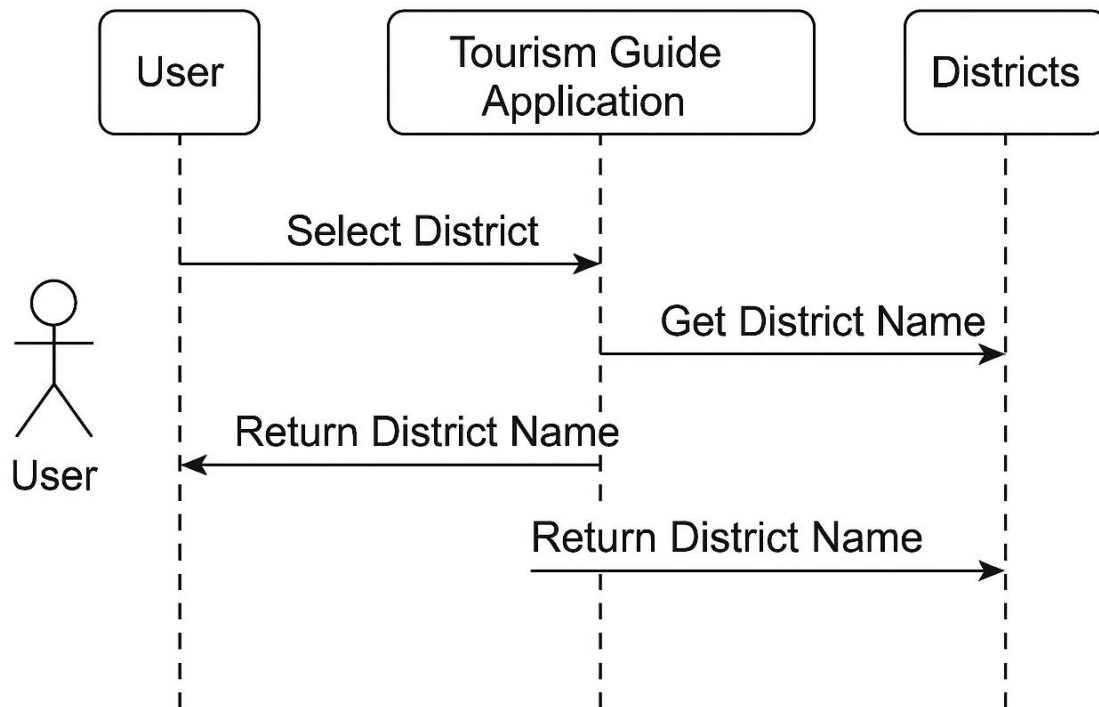 User
Tourism Guide
Application
Districts
Select District
Get District Name
Return District Name
User
Return District Name